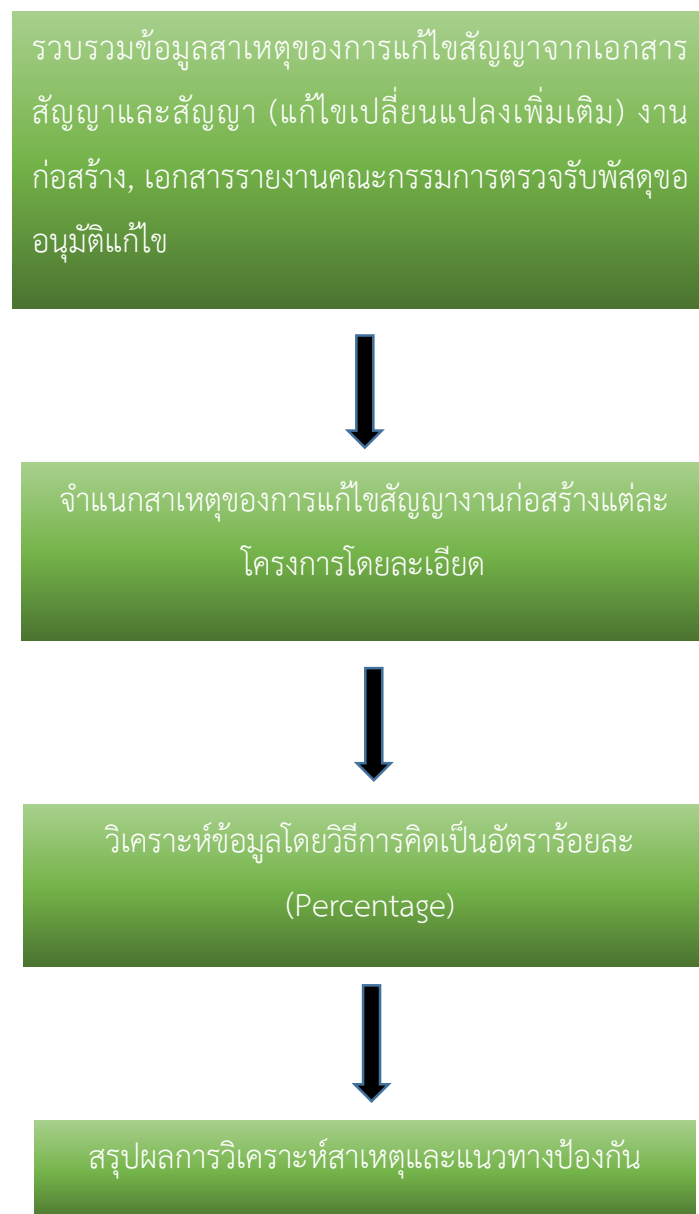 รวบรวมข้อมูลสาเหตุของการแก้ไขสัญญาจากเอกสาร
สัญญาและสัญญา (แก้ไขเปลี่ยนแปลงเพิ่มเติม) งาน
ก่อสร้าง, เอกสารรายงานคณะกรรมการตรวจรับพัสดุขอ
อนุมัติแก้ไข
จำแนกสาเหตุของการแก้ไขสัญญางานก่อสร้างแต่ละ
โครงการโดยละเอียด
วิเคราะห์ข้อมูลโดยวิธีการคิดเป็นอัตราร้อยละ
(Percentage)
สรุปผลการวิเคราะห์สาเหตุและแนวทางป้องกัน